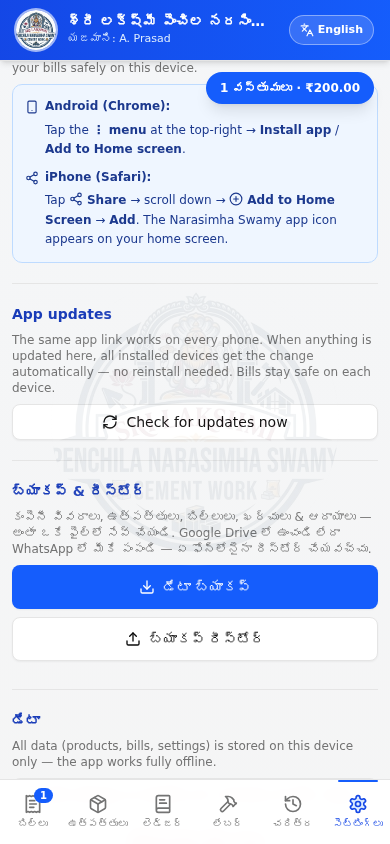 శ్రీ లక్ష్మీ పెంచిల నరసిం...
యజమాని: A. Prasad
English
your bills safely on this device.
1 వస్తువులు · ₹200.00
Android (Chrome):
Tap the ⋮ menu at the top-right → Install app /
Add to Home screen.
iPhone (Safari):
Tap Share → scroll down → Add to Home
Screen → Add. The Narasimha Swamy app icon
appears on your home screen.
App updates
The same app link works on every phone. When anything is
updated here, all installed devices get the change
automatically — no reinstall needed. Bills stay safe on each
device.
Check for updates now
PENCHILA NARASIMHA SWAMY
బ్యాకప్ & రీస్టోర్
కంపెనీ వివరాలు, ఉత్పత్తులు, బిల్లులు, ఖర్చులు & ఆదాయాలు —
అంతా ఒకే ఫైల్‌లో సేవ్ చేయండి. Google Drive లో ఉంచండి లేదా
WhatsApp లో మీకే పంపండి — ఏ ఫోన్‌లోనైనా రీస్టోర్ చేయవచ్చు.
డేటా బ్యాకప్
బ్యాకప్ రీస్టోర్
డేటా
All data (products, bills, settings) is stored on this device
only — the app works fully offline.
1
బిల్లు
ఉత్పత్తులు
లెడ్జర్
లేబర్
చరిత్ర
సెట్టింగ్‌లు